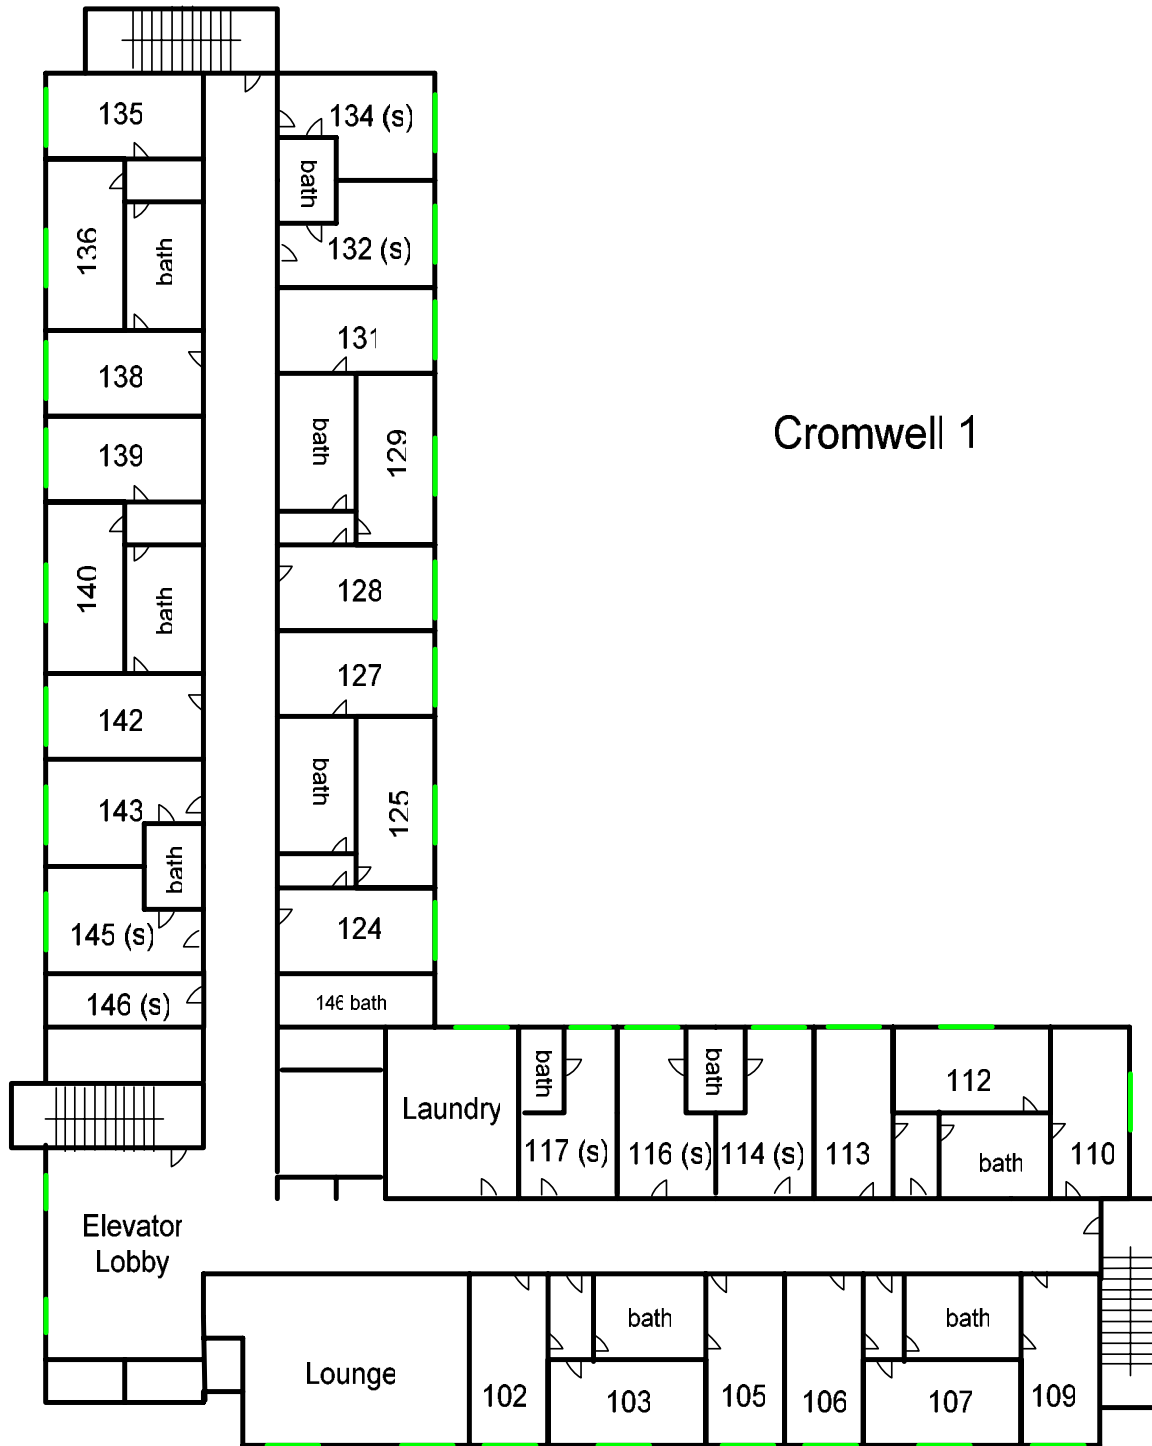 135
134 (s)
bath
136
bath
132 (s)
131
138
Cromwell 1
bath
129
139
140
bath
128
127
142
bath
125
143
bath
145 (s)
124
146 (s)
146 bath
Laundry
bath
117 (s)
116 (s)
bath
114 (s)
113
112
bath
110
Elevator
Lobby
Lounge
102
bath
103
105
106
bath
107
109